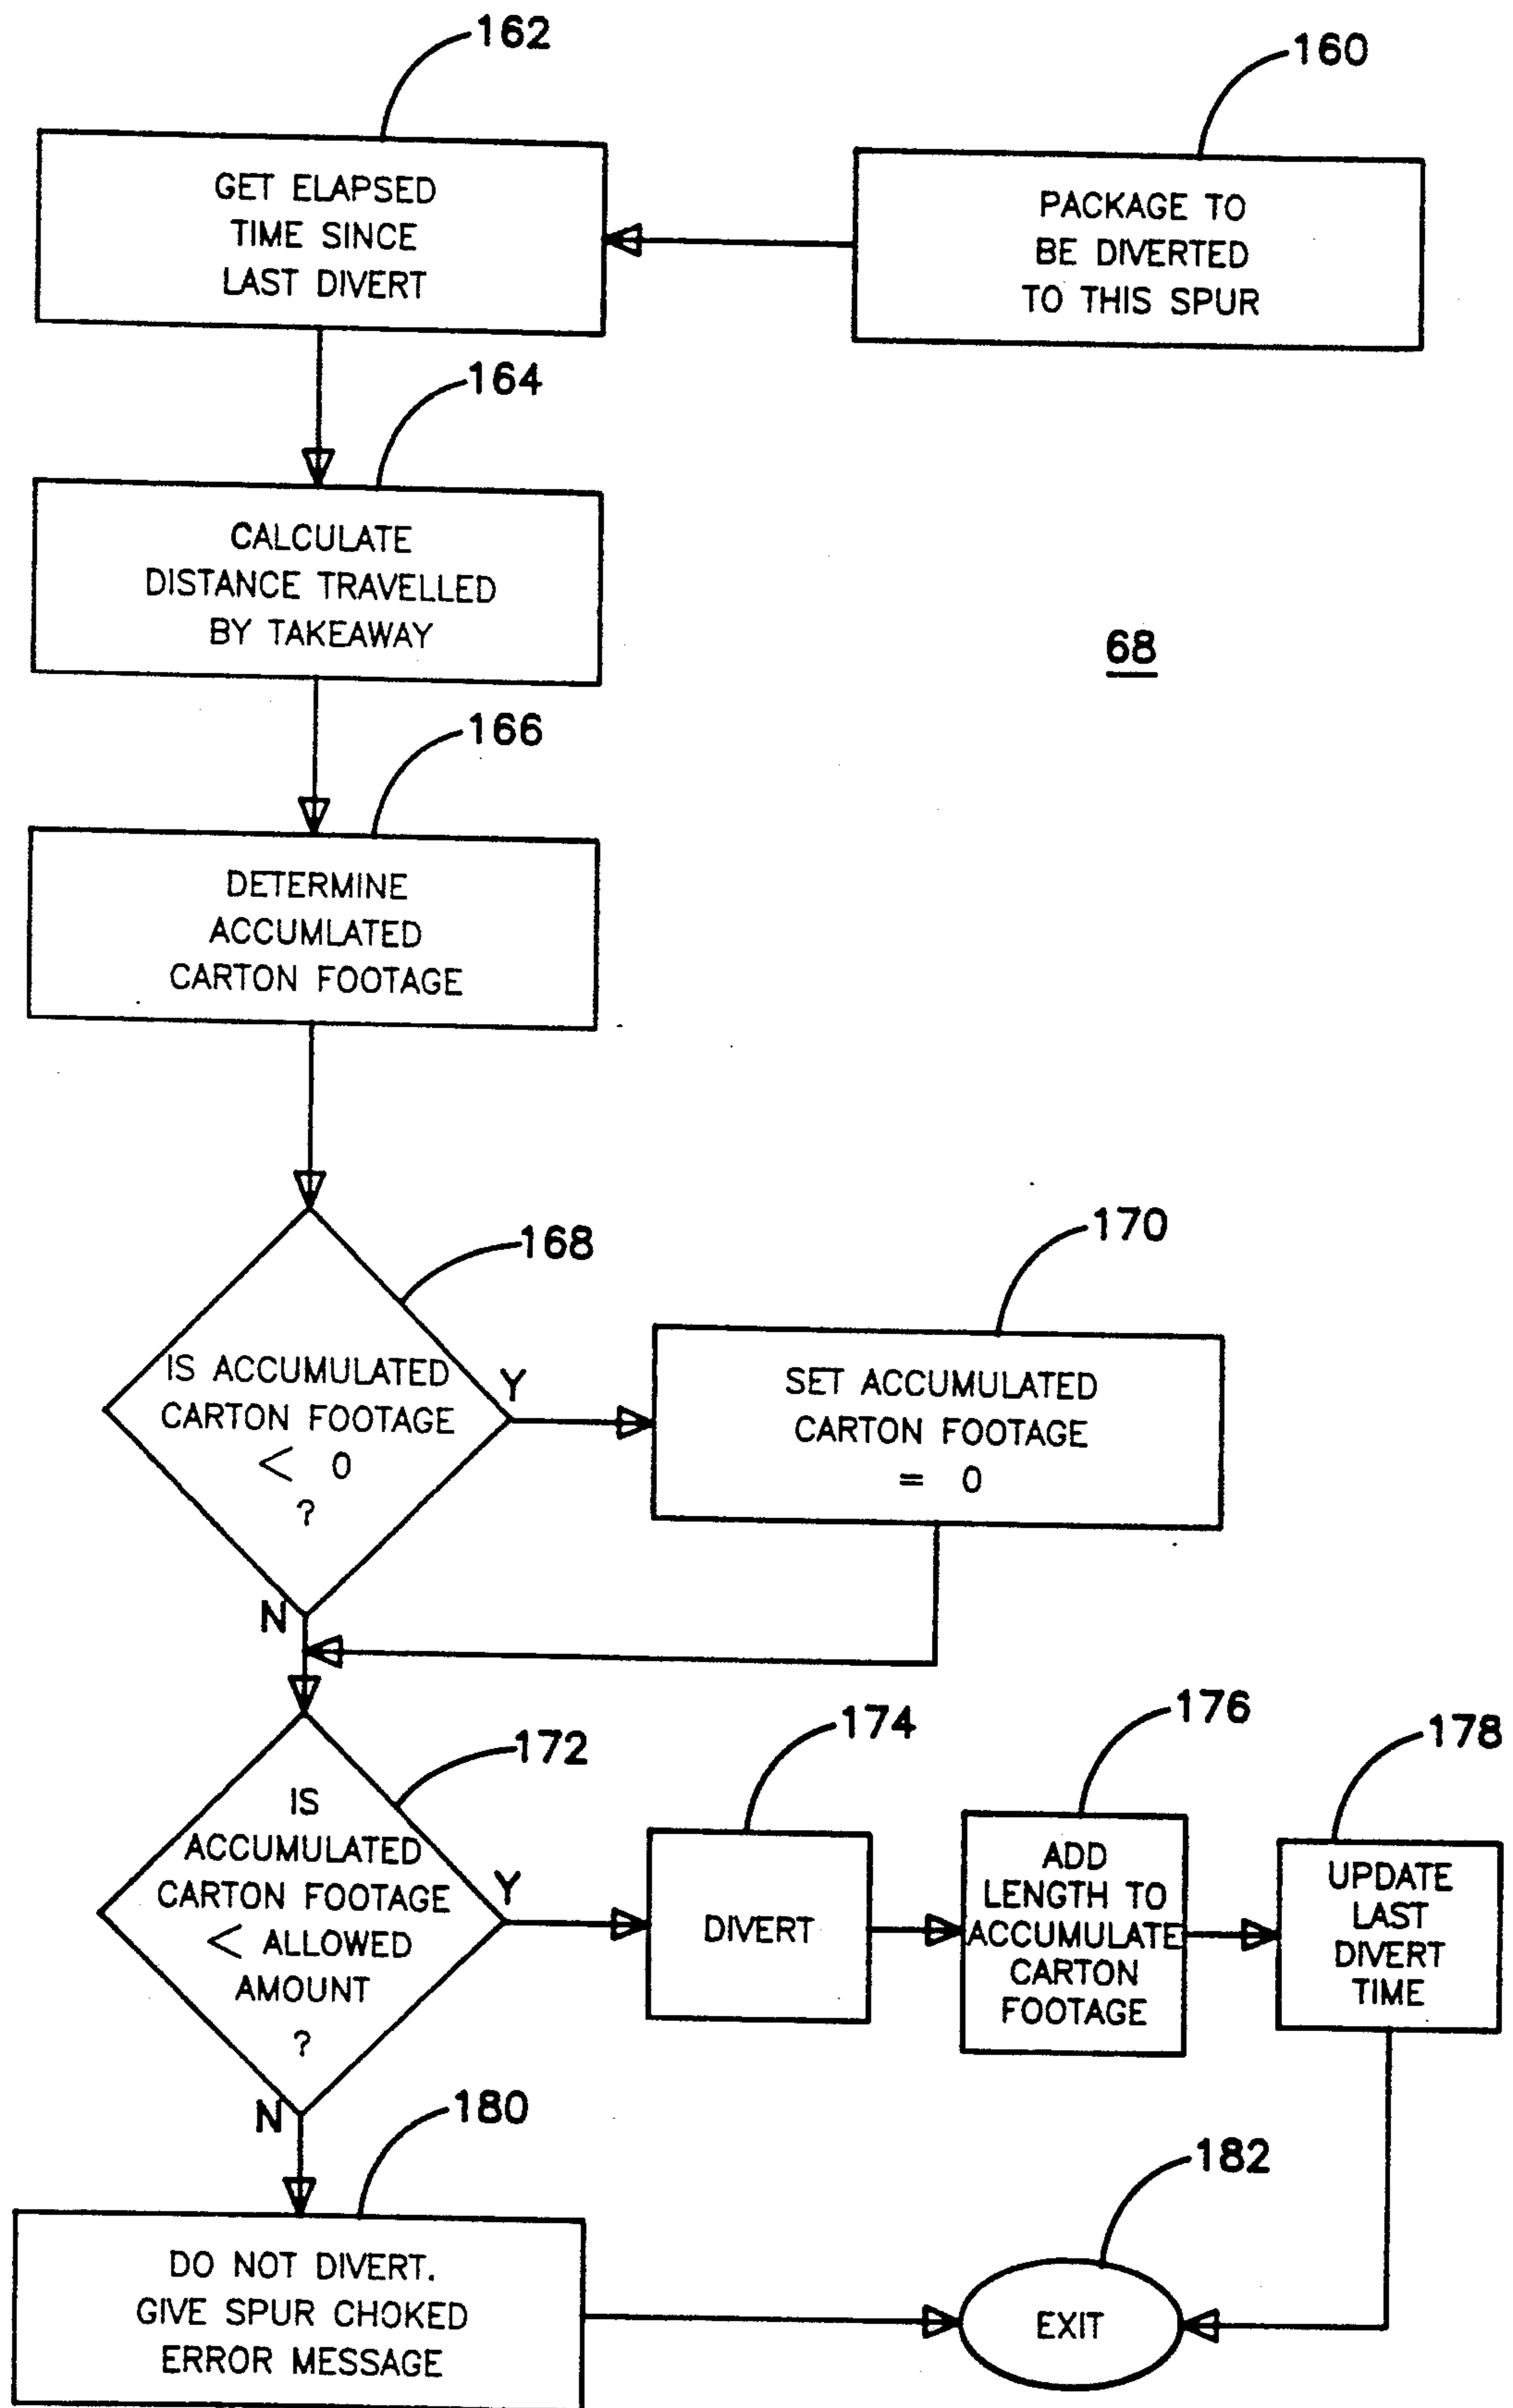 162
160
GET ELAPSED
TIME SINCE
LAST DIVERT
PACKAGE TO
BE DIVERTED
TO THIS SPUR
164
CALCULATE
DISTANCE TRAVELLED
BY TAKEAWAY
68
166
DETERMINE
ACCUMLATED
CARTON FOOTAGE
168
170
IS ACCUMULATED
CARTON FOOTAGE
< 0
?
Y
SET ACCUMULATED
CARTON FOOTAGE
= 0
N
172
174
176
178
IS
ACCUMULATED
CARTON FOOTAGE
< ALLOWED
AMOUNT
?
Y
DIVERT
ADD
LENGTH TO
ACCUMULATE
CARTON
FOOTAGE
UPDATE
LAST
DIVERT
TIME
N
180
182
DO NOT DIVERT.
GIVE SPUR CHOKED
ERROR MESSAGE
EXIT